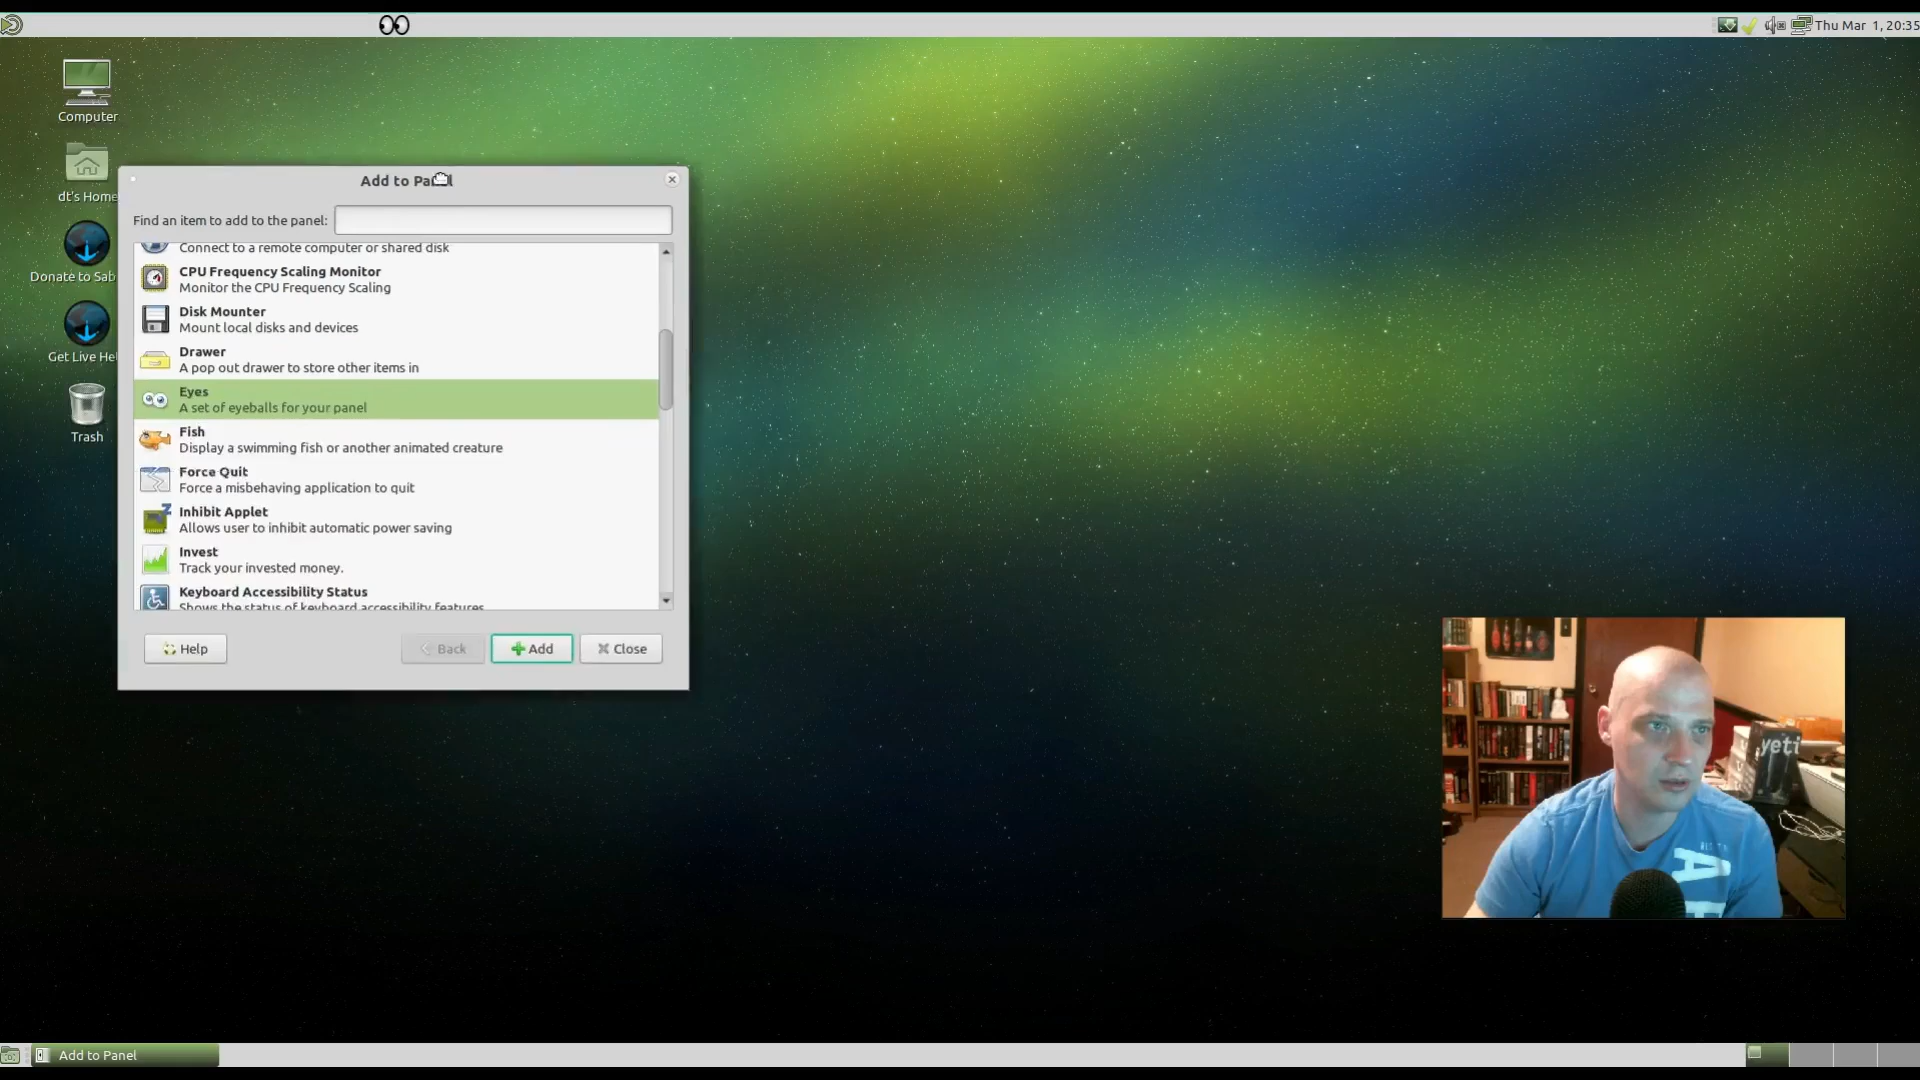 Thu Mar 1, 20:35
Computer
dt's Home
Donate to Sab
Get Live Hel
Trash
Add to Panel
Find an item to add to the panel:
Connect to a remote computer or shared disk
CPU Frequency Scaling Monitor
Monitor the CPU Frequency Scaling
Disk Mounter
Mount local disks and devices
Drawer
A pop out drawer to store other items in
Eyes
A set of eyeballs for your panel
Fish
Display a swimming fish or another animated creature
Force Quit
Force a misbehaving application to quit
Inhibit Applet
Allows user to inhibit automatic power saving
Invest
Track your invested money.
Keyboard Accessibility Status
Shows the status of keyboard accessibility features
Help
Back
Add
Close
yeti
Add to Panel